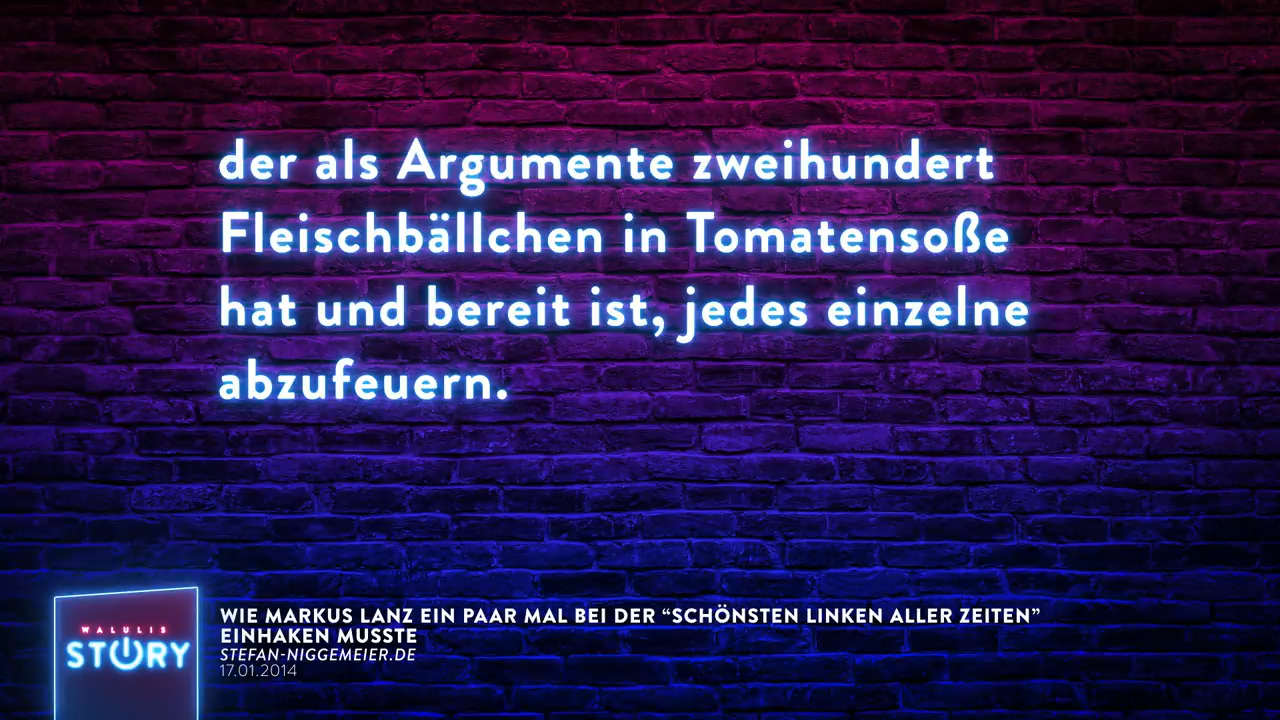 der als Argumente zweihundert
Fleischbällchen in Tomatensoße
hat und bereit ist, jedes einzelne
abzufeuern.
WIE MARKUS LANZ EIN PAAR MAL BEI DER “SCHÖNSTEN LINKEN ALLER ZEITEN”
EINHAKEN MUSSTE
STEFAN-NIGGEMEIER.DE
17.01.2014
WALULIS
STORY